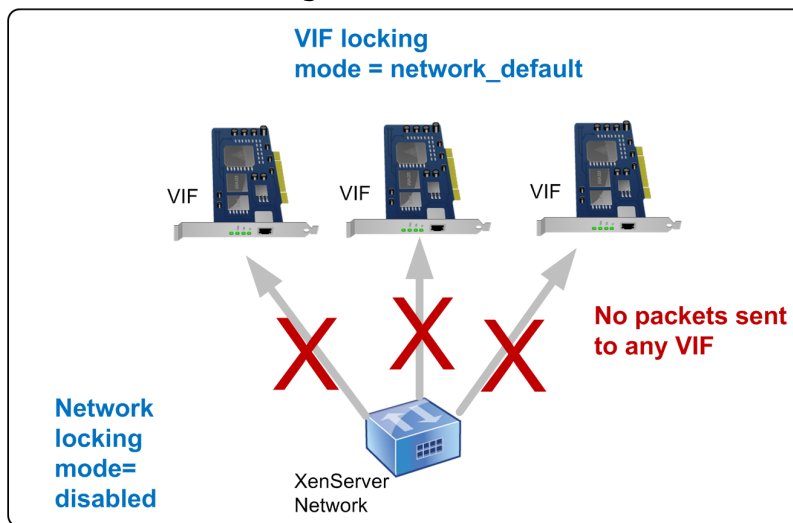 VIF locking
mode = network_default
VIF
VIF
VIF
No packets sent
to any VIF
Network
locking
mode=
disabled
XenServer
Network